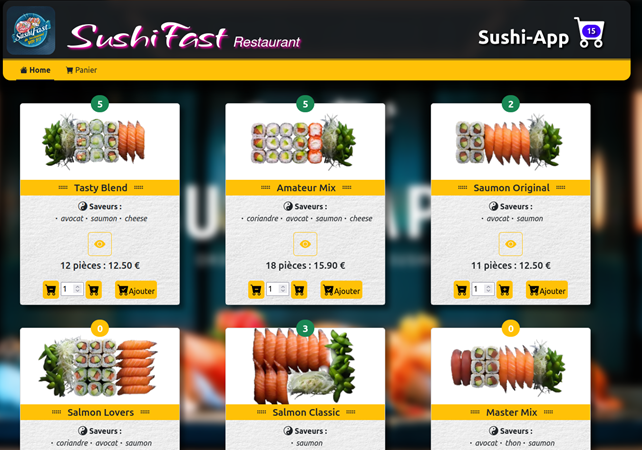 SushiFast
SushiFast Restaurant
Sushi-App 15
Home Panier
5 5 2
Tasty Blend Amateur Mix Saumon Original
Saveurs : Saveurs : Saveurs :
· avocat · saumon · cheese · coriandre · avocat · saumon · cheese · avocat · saumon
12 pièces : 12.50 € 18 pièces : 15.90 € 11 pièces : 12.50 €
1 Ajouter 1 Ajouter 1 Ajouter
0 3 0
Salmon Lovers Salmon Classic Master Mix
Saveurs : Saveurs : Saveurs :
· coriandre · avocat · saumon · saumon · avocat · thon · saumon